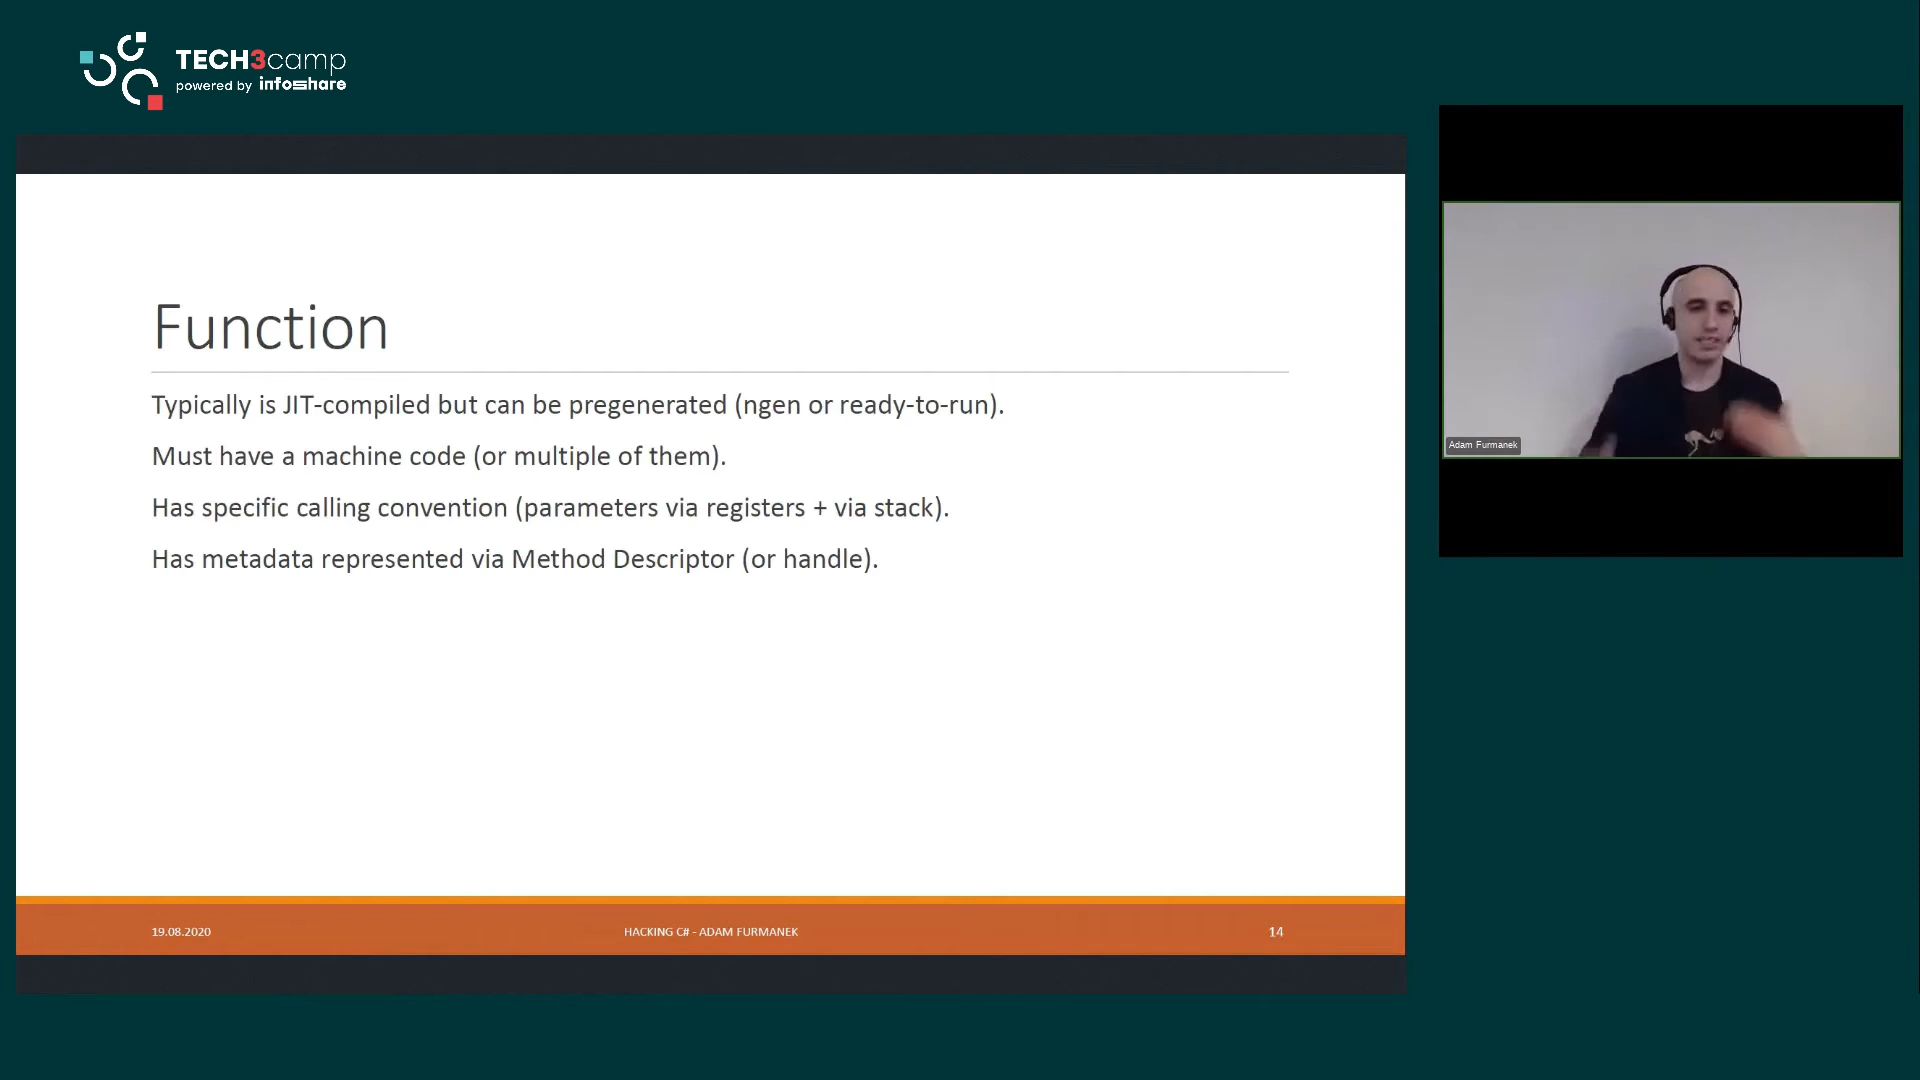 TECH3camp
powered by infoshare
Function
Typically is JIT-compiled but can be pregenerated (ngen or ready-to-run).
Must have a machine code (or multiple of them).
Has specific calling convention (parameters via registers + via stack).
Has metadata represented via Method Descriptor (or handle).
Adam Furmanek
19.08.2020
HACKING C# - ADAM FURMANEK
14